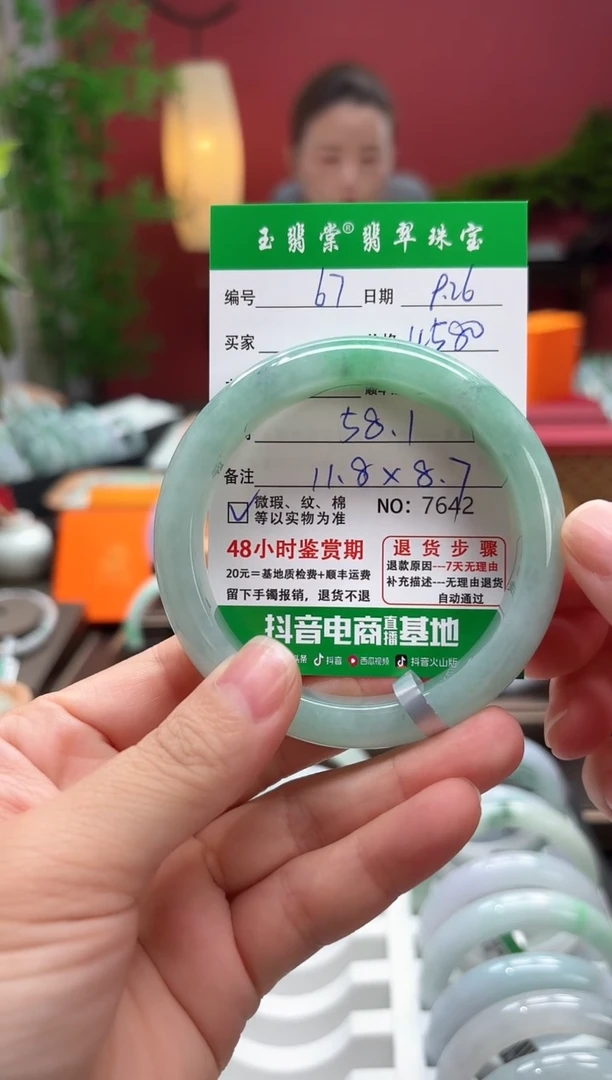 玉翡棠®翡翠珠宝
编号 67 日期 9.26
买家 11580
58.1
备注 11.8×8.7
微瑕、纹、棉
等以实物为准
NO: 7642
48小时鉴赏期
20元=基地质检费+顺丰运费
留下手镯报销，退货不退
退货步骤
退款原因---7天无理由
补充描述---无理由退货
自动通过
抖音电商直播基地
头条 抖音 西瓜视频 抖音火山版